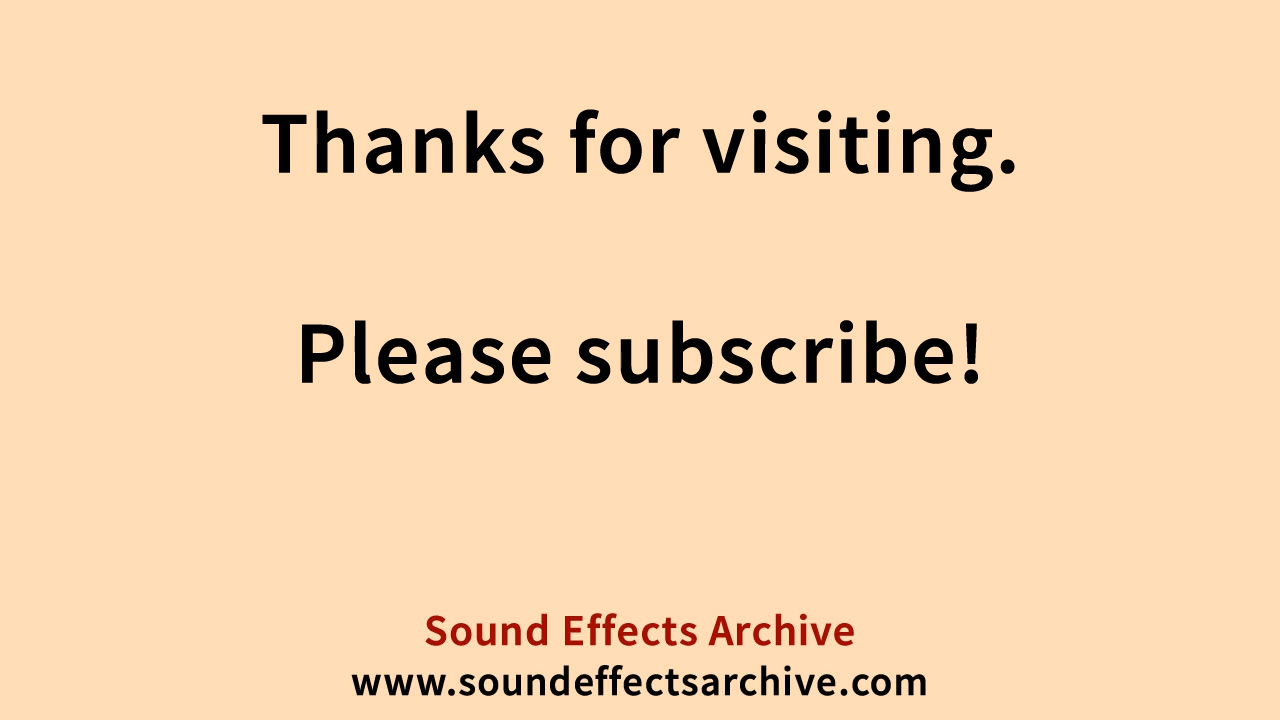 Thanks for visiting.
Please subscribe!
Sound Effects Archive
www.soundeffectsarchive.com